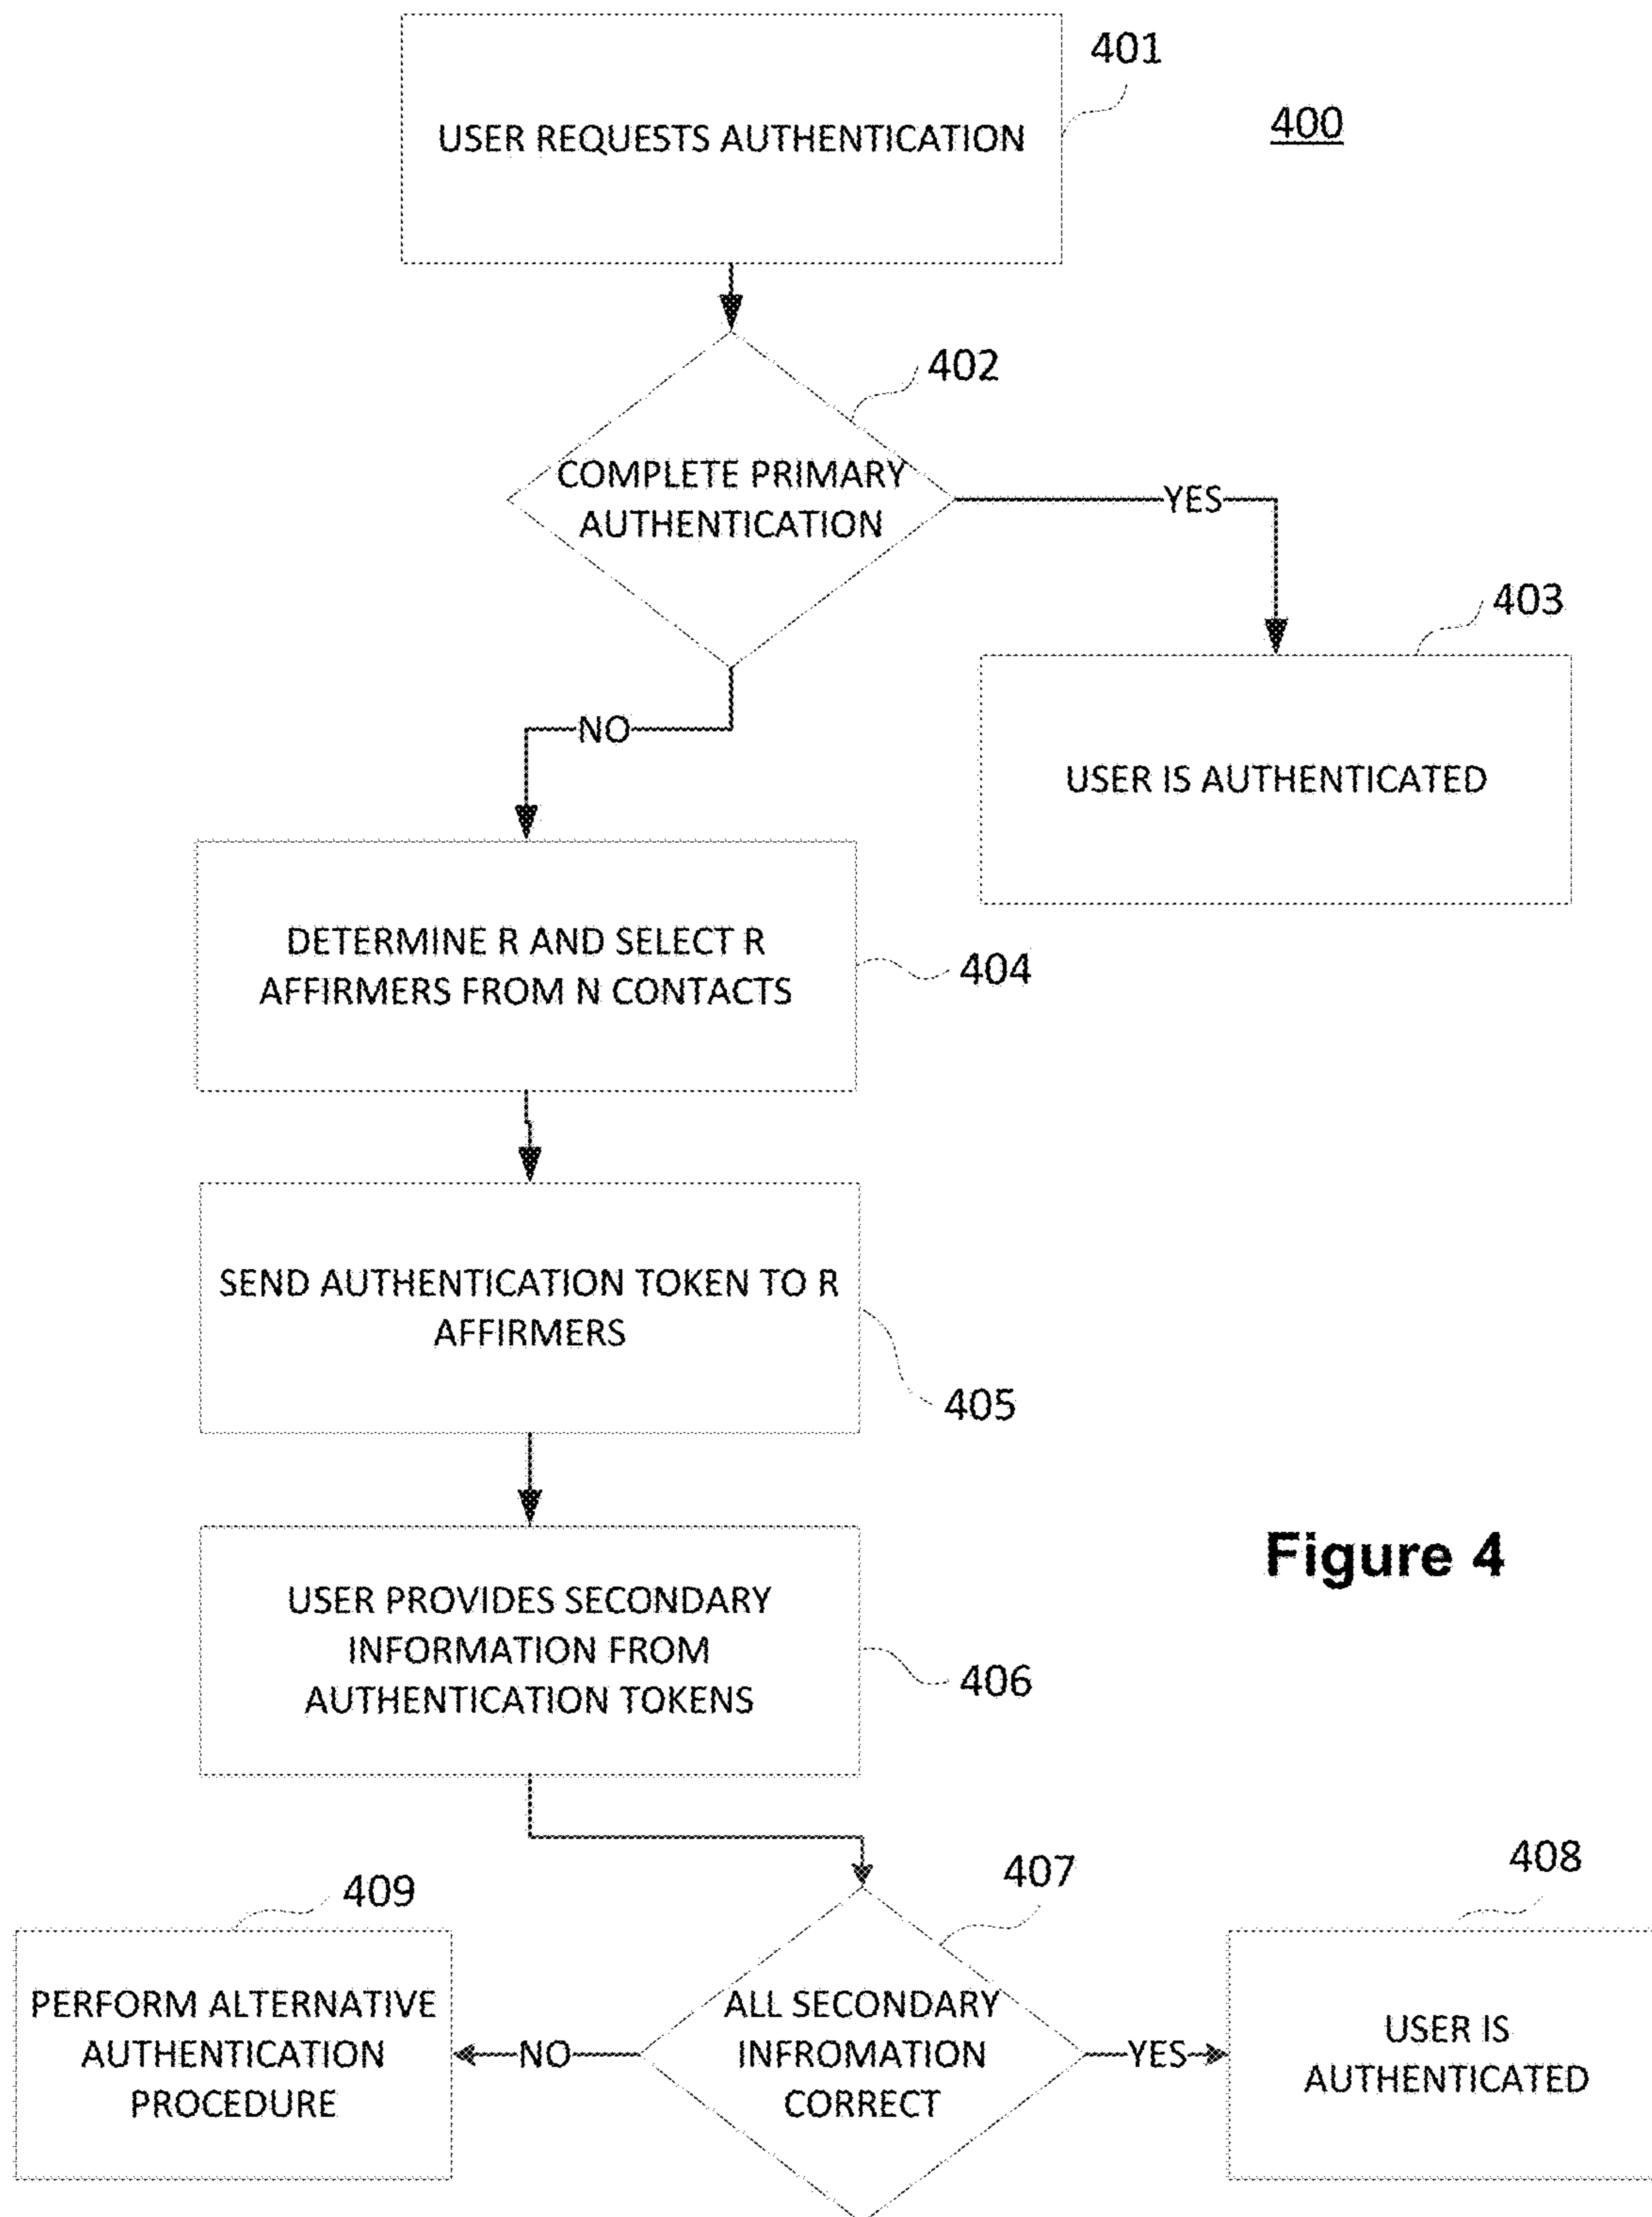 401
400
USER REQUESTS AUTHENTICATION
402
COMPLETE PRIMARY
AUTHENTICATION
YES
403
USER IS AUTHENTICATED
NO
DETERMINE R AND SELECT R
AFFIRMERS FROM N CONTACTS
404
SEND AUTHENTICATION TOKEN TO R
AFFIRMERS
405
Figure 4
USER PROVIDES SECONDARY
INFORMATION FROM
AUTHENTICATION TOKENS
406
409
407
408
PERFORM ALTERNATIVE
AUTHENTICATION
PROCEDURE
NO
ALL SECONDARY
INFROMATION
CORRECT
YES
USER IS
AUTHENTICATED